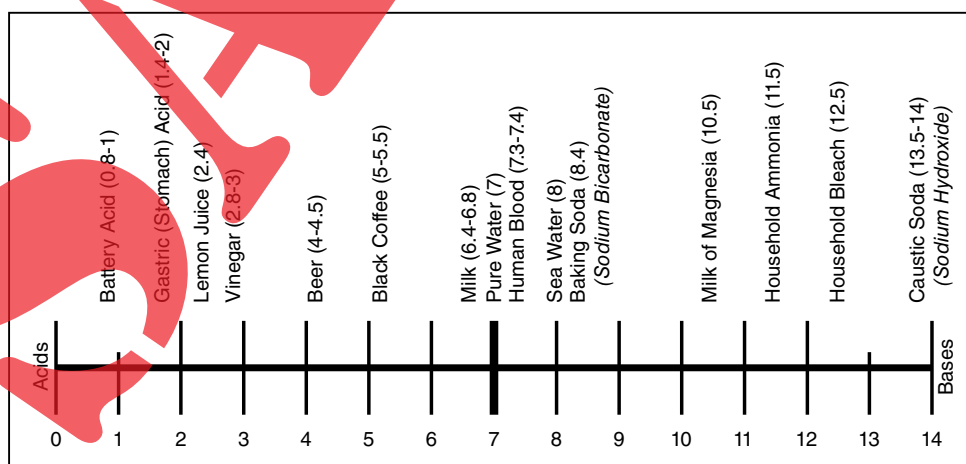 Battery Acid (0.8-1)
Gastric (Stomach) Acid (1.4-2)
Lemon Juice (2.4)
Vinegar (2.8-3)
Beer (4-4.5)
Black Coffee (5-5.5)
Milk (6.4-6.8)
Pure Water (7)
Human Blood (7.3-7.4)
Sea Water (8)
Baking Soda (8.4)
(Sodium Bicarbonate)
Milk of Magnesia (10.5)
Household Ammonia (11.5)
Household Bleach (12.5)
Caustic Soda (13.5-14)
(Sodium Hydroxide)
Acids
Bases
0 1 2 3 4 5 6 7 8 9 10 11 12 13 14